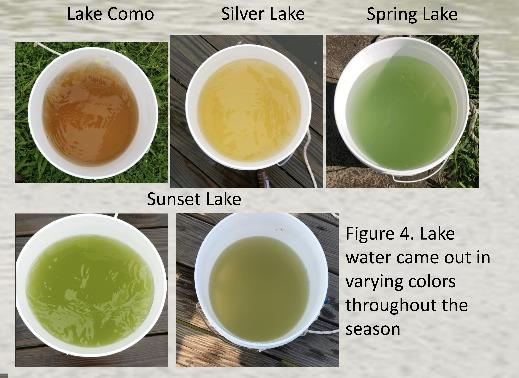 Lake Como
Silver Lake
Spring Lake
Sunset Lake
Figure 4. Lake
water came out in
varying colors
throughout the
season